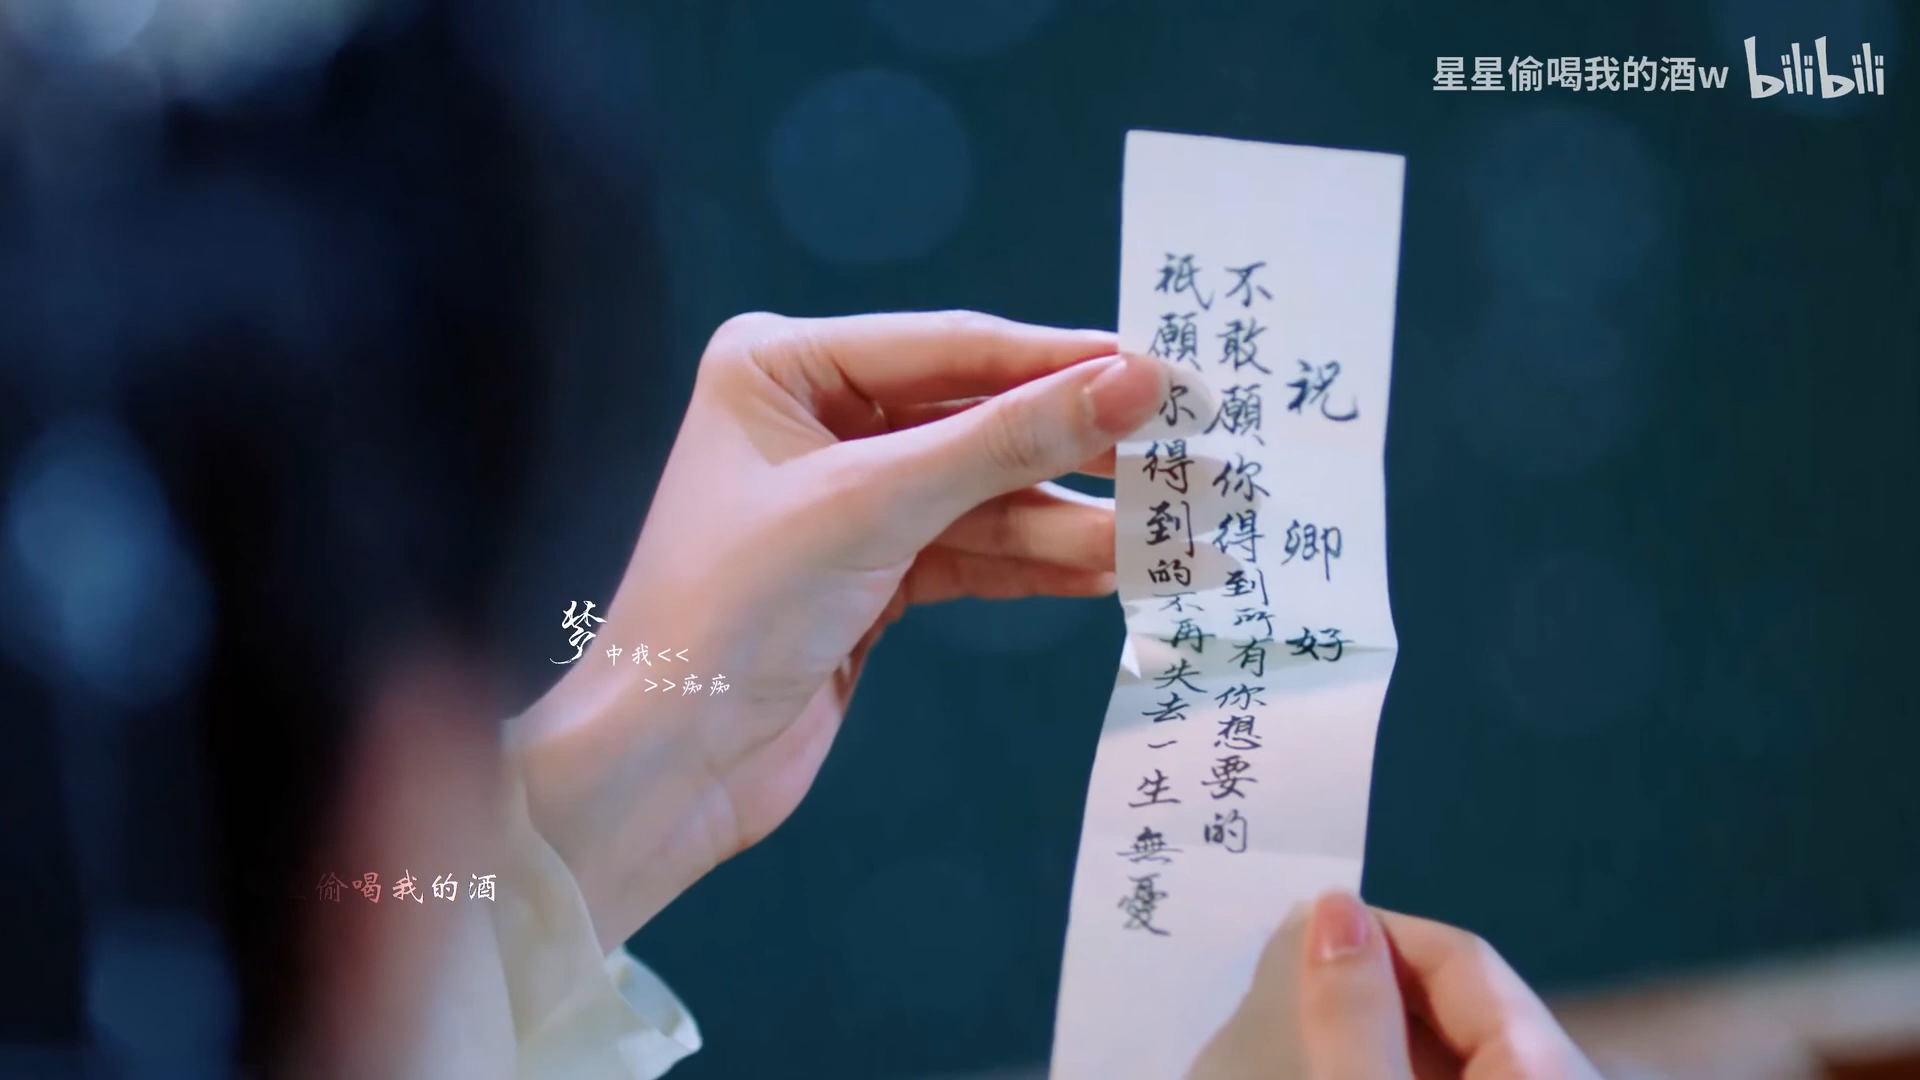 星星偷喝我的酒w bilibili
祝卿好
不敢願你得到所有你想要的
祇願你得到的不再失去一生無憂
梦中我<<
>>痴痴
偷喝我的酒